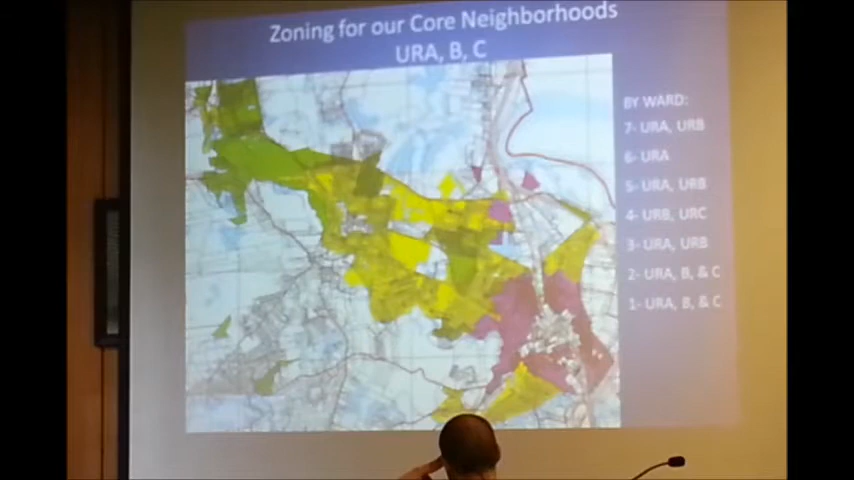 Zoning for our Core Neighborhoods
URA, B, C
BY WARD:
7- URA, URB
6- URA
5- URA, URB
4- URB, URC
3- URA, URB
2- URA, B, & C
1- URA, B, & C